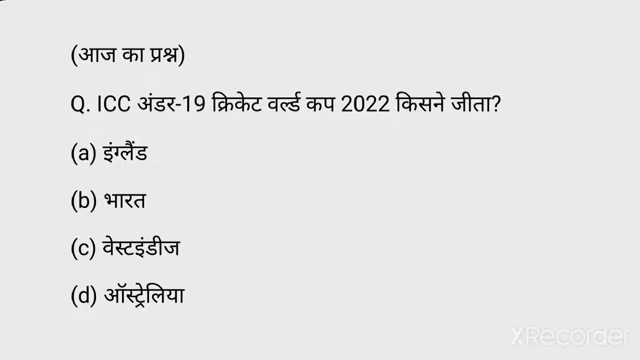 (आज का प्रश्न)
Q. ICC अंडर-19 क्रिकेट वर्ल्ड कप 2022 किसने जीता?
(a) इंग्लैंड
(b) भारत
(c) वेस्टइंडीज
(d) ऑस्ट्रेलिया
XRecorder